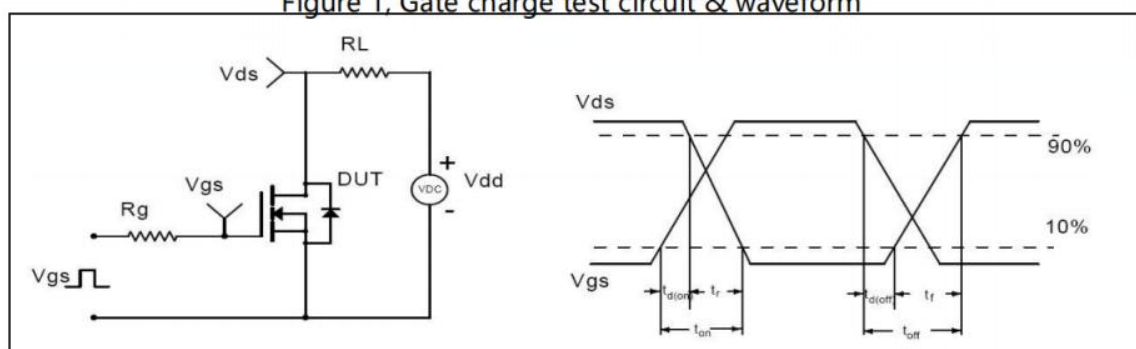 Figure 1, Gate charge test circuit & waveform
RL
Vds
Vgs
DUT
VDC
+
Vdd
-
Rg
Vgs
Vds
90%
10%
Vgs
td(on)
tr
td(off)
tf
ton
toff